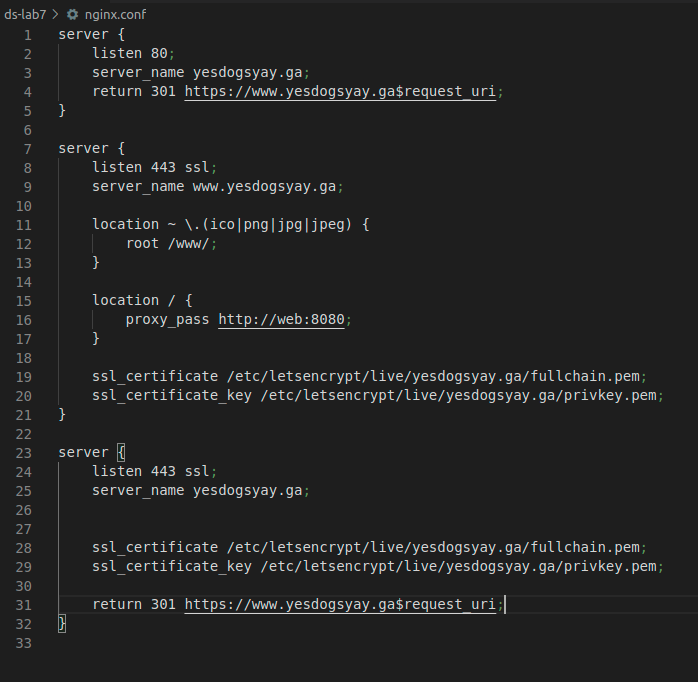 ds-lab7 > nginx.conf
1 server {
2     listen 80;
3     server_name yesdogsyay.ga;
4     return 301 https://www.yesdogsyay.ga$request_uri;
5 }
6
7 server {
8     listen 443 ssl;
9     server_name www.yesdogsyay.ga;
10
11     location ~ \.(ico|png|jpg|jpeg) {
12         root /www/;
13     }
14
15     location / {
16         proxy_pass http://web:8080;
17     }
18
19     ssl_certificate /etc/letsencrypt/live/yesdogsyay.ga/fullchain.pem;
20     ssl_certificate_key /etc/letsencrypt/live/yesdogsyay.ga/privkey.pem;
21 }
22
23 server {
24     listen 443 ssl;
25     server_name yesdogsyay.ga;
26
27
28     ssl_certificate /etc/letsencrypt/live/yesdogsyay.ga/fullchain.pem;
29     ssl_certificate_key /etc/letsencrypt/live/yesdogsyay.ga/privkey.pem;
30
31     return 301 https://www.yesdogsyay.ga$request_uri;
32 }
33